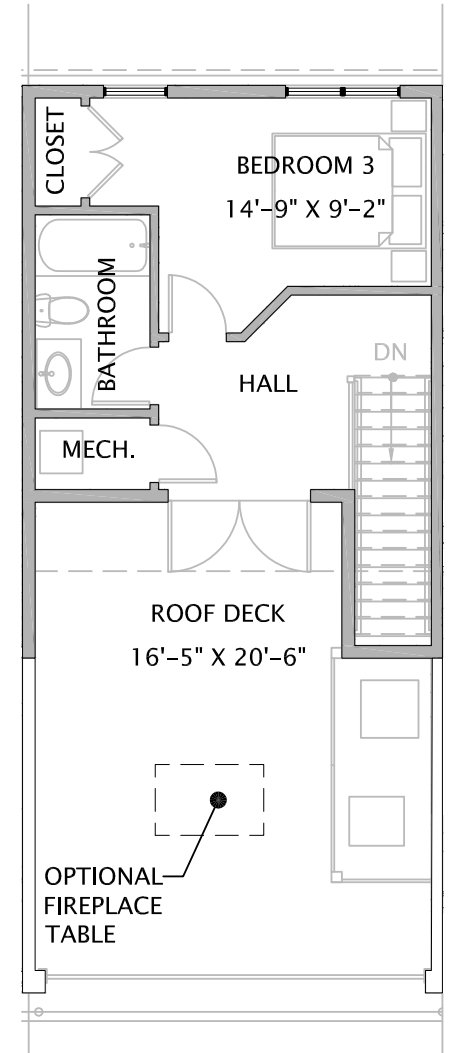 CLOSET
BEDROOM 3
14'-9" X 9'-2"
BATHROOM
DN
HALL
MECH.
ROOF DECK
16'-5" X 20'-6"
OPTIONAL
FIREPLACE
TABLE